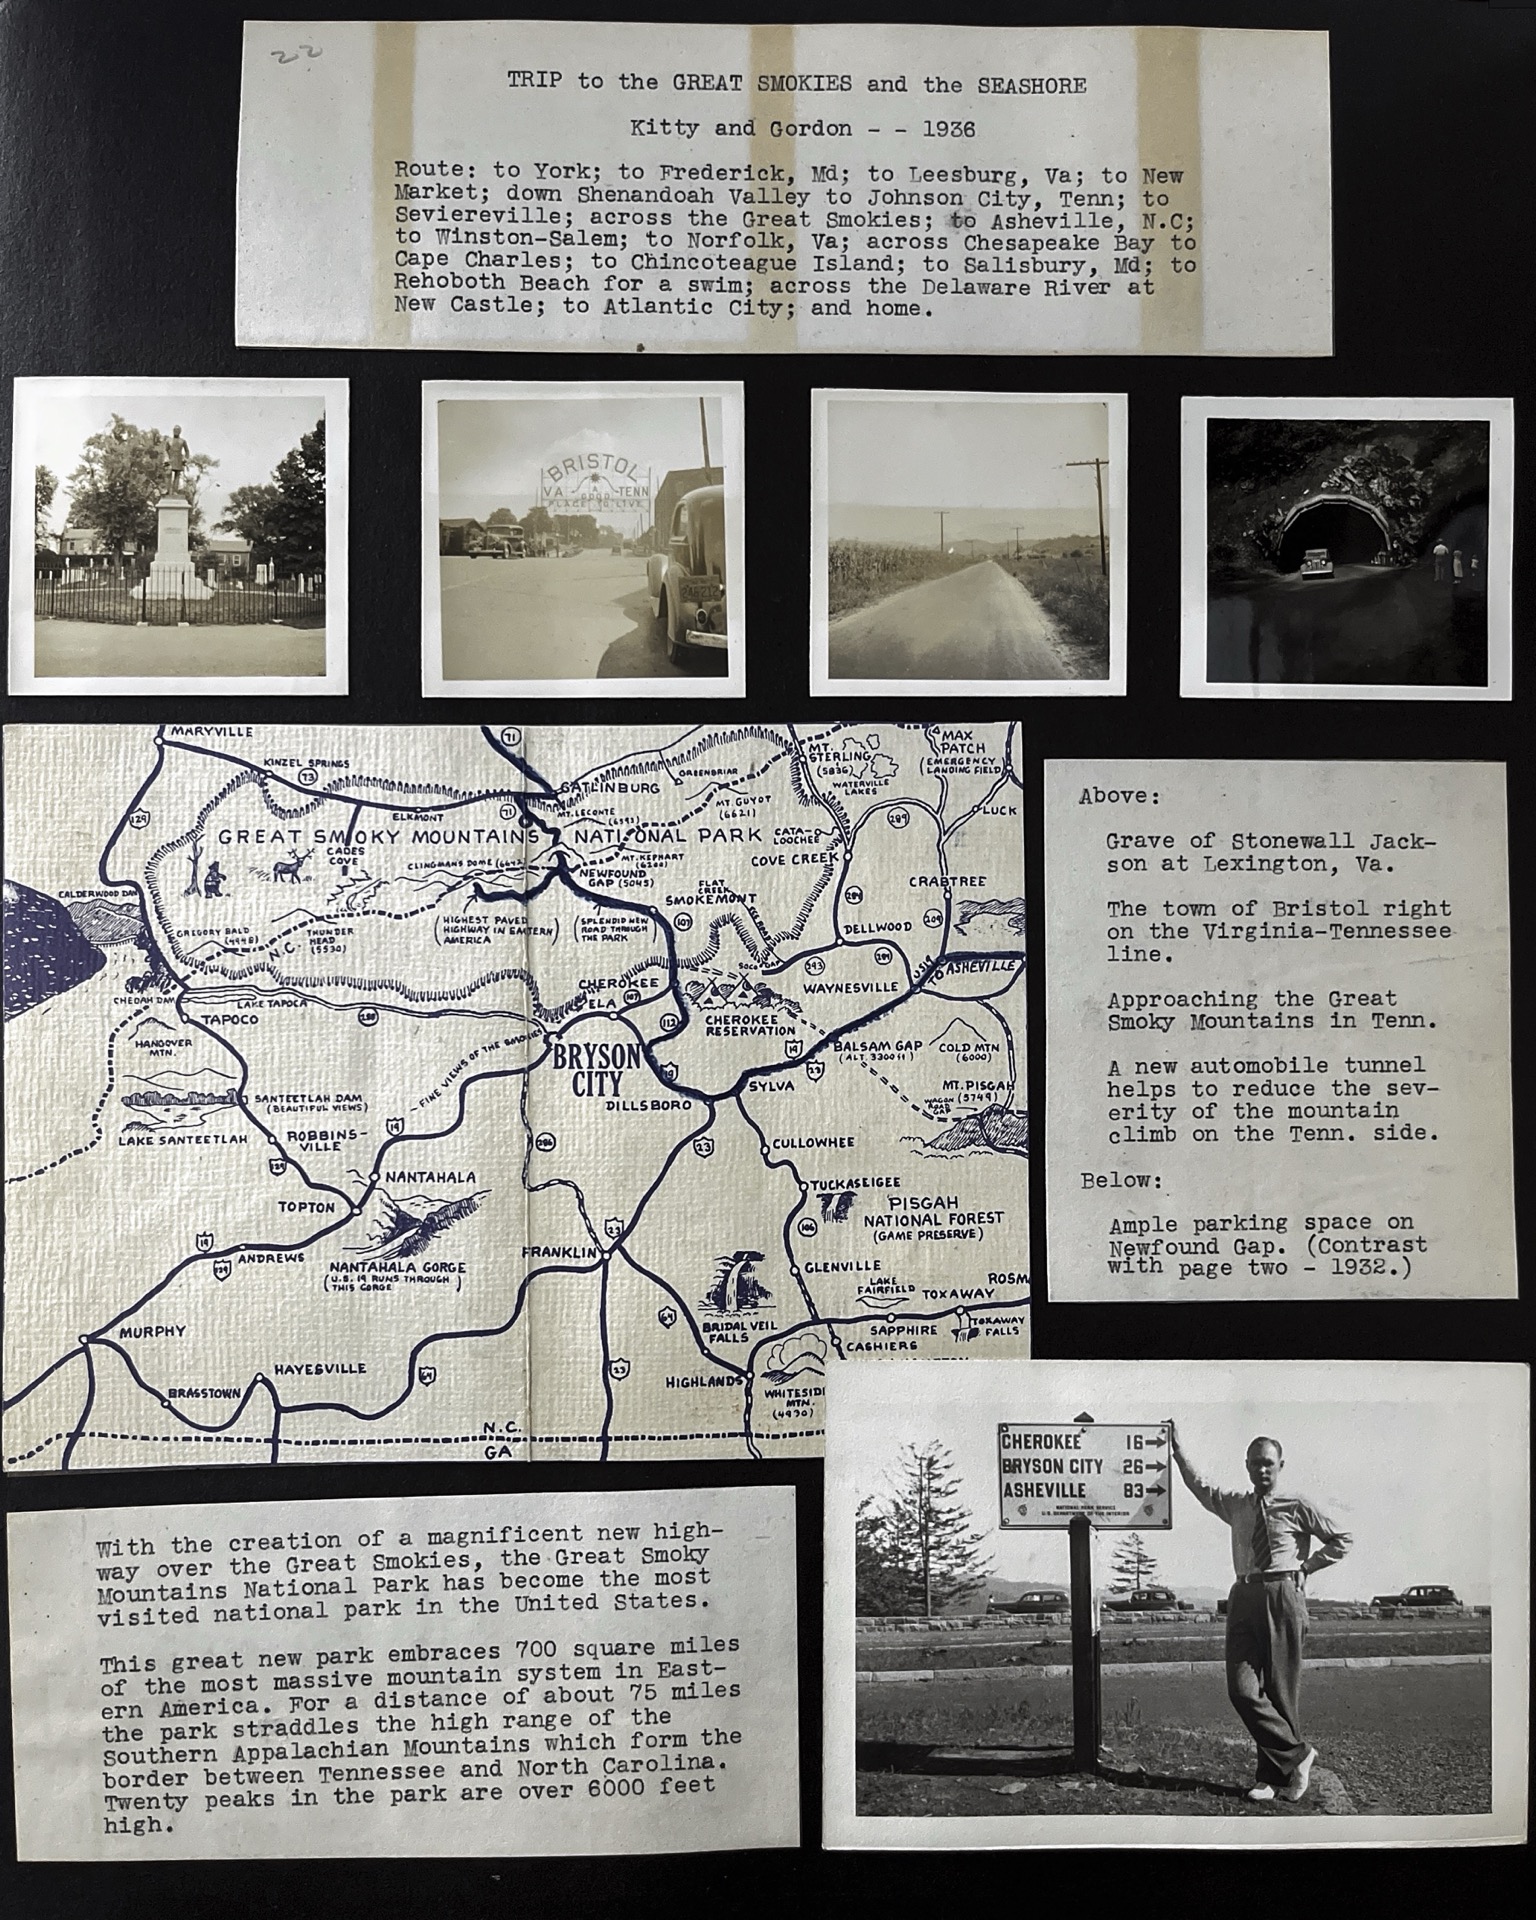 22
TRIP to the GREAT SMOKIES and the SEASHORE
Kitty and Gordon - - 1936
Route: to York; to Frederick, Md; to Leesburg, Va; to New
Market; down Shenandoah Valley to Johnson City, Tenn; to
Seviereville; across the Great Smokies; to Asheville, N.C;
to Winston-Salem; to Norfolk, Va; across Chesapeake Bay to
Cape Charles; to Chincoteague Island; to Salisbury, Md; to
Rehoboth Beach for a swim; across the Delaware River at
New Castle; to Atlantic City; and home.
BRISTOL
VA TENN
A
GOOD
PLACE TO LIVE
MARYVILLE
71
KINZEL SPRINGS
73
129
ELKMONT
GATLINBURG
GREENBRIAR
MT. STERLING
(5835)
WATERVILLE
LAKES
MAX
PATCH
(EMERGENCY
LANDING FIELD)
LUCK
71
MT. LECONTE
(6593)
MT. GUYOT
(6621)
GREAT SMOKY MOUNTAINS NATIONAL PARK
CADES
COVE
CLINGMANS DOME (6642)
MT. KEPHART
(6200)
CATA-
LOOCHEE
COVE CREEK
289
NEWFOUND
GAP (5045)
CALDERWOOD DAM
FLAT
CREEK
SMOKEMONT
CRABTREE
284
209
(HIGHEST PAVED
HIGHWAY IN EASTERN
AMERICA)
(SPLENDID NEW
ROAD THROUGH
THE PARK)
107
GREGORY BALD
(4948)
N.C.
THUNDER
HEAD
(5530)
DELLWOOD
SOCO GAP
293
284
U.S. 19
TO ASHEVILLE
CHEOAH DAM
LAKE TAPOCA
CHEROKEE
ELA
107
WAYNESVILLE
TAPOCO
288
112
CHEROKEE
RESERVATION
HANGOVER
MTN.
FINE VIEWS OF THE SMOKIES
BRYSON
CITY
19
19
BALSAM GAP
(ALT. 3300 ft)
COLD MTN
(6000)
23
SYLVA
MT. PISGAH
(5749)
WAGON
ROAD
GAP
DILLSBORO
SANTEETLAH DAM
(BEAUTIFUL VIEWS)
LAKE SANTEETLAH
ROBBINS-
VILLE
19
286
23
CULLOWHEE
129
NANTAHALA
TUCKASEIGEE
TOPTON
PISGAH
NATIONAL FOREST
(GAME PRESERVE)
106
19
ANDREWS
129
NANTAHALA GORGE
(U.S. 19 RUNS THROUGH
THIS GORGE)
FRANKLIN
23
GLENVILLE
LAKE
FAIRFIELD
TOXAWAY
ROSM
BRIDAL VEIL
FALLS
64
SAPPHIRE
TOXAWAY
FALLS
CASHIERS
MURPHY
HAYESVILLE
BRASSTOWN
64
23
HIGHLANDS
WHITESIDE
MTN.
(4930)
N.C.
GA
Above:
Grave of Stonewall Jack-
son at Lexington, Va.
The town of Bristol right
on the Virginia-Tennessee
line.
Approaching the Great
Smoky Mountains in Tenn.
A new automobile tunnel
helps to reduce the sev-
erity of the mountain
climb on the Tenn. side.
Below:
Ample parking space on
Newfound Gap. (Contrast
with page two - 1932.)
With the creation of a magnificent new high-
way over the Great Smokies, the Great Smoky
Mountains National Park has become the most
visited national park in the United States.
This great new park embraces 700 square miles
of the most massive mountain system in East-
ern America. For a distance of about 75 miles
the park straddles the high range of the
Southern Appalachian Mountains which form the
border between Tennessee and North Carolina.
Twenty peaks in the park are over 6000 feet
high.
CHEROKEE 16→
BRYSON CITY 26→
ASHEVILLE 83→
NATIONAL PARK SERVICE
U.S. DEPARTMENT OF THE INTERIOR